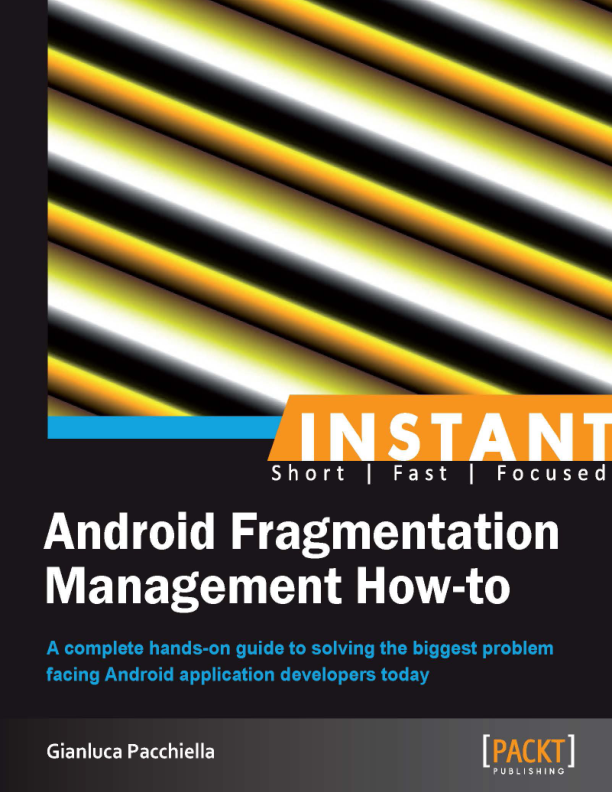 INSTANT
Short | Fast | Focused
Android Fragmentation
Management How-to
A complete hands-on guide to solving the biggest problem
facing Android application developers today
Gianluca Pacchiella
[PACKT]
PUBLISHING